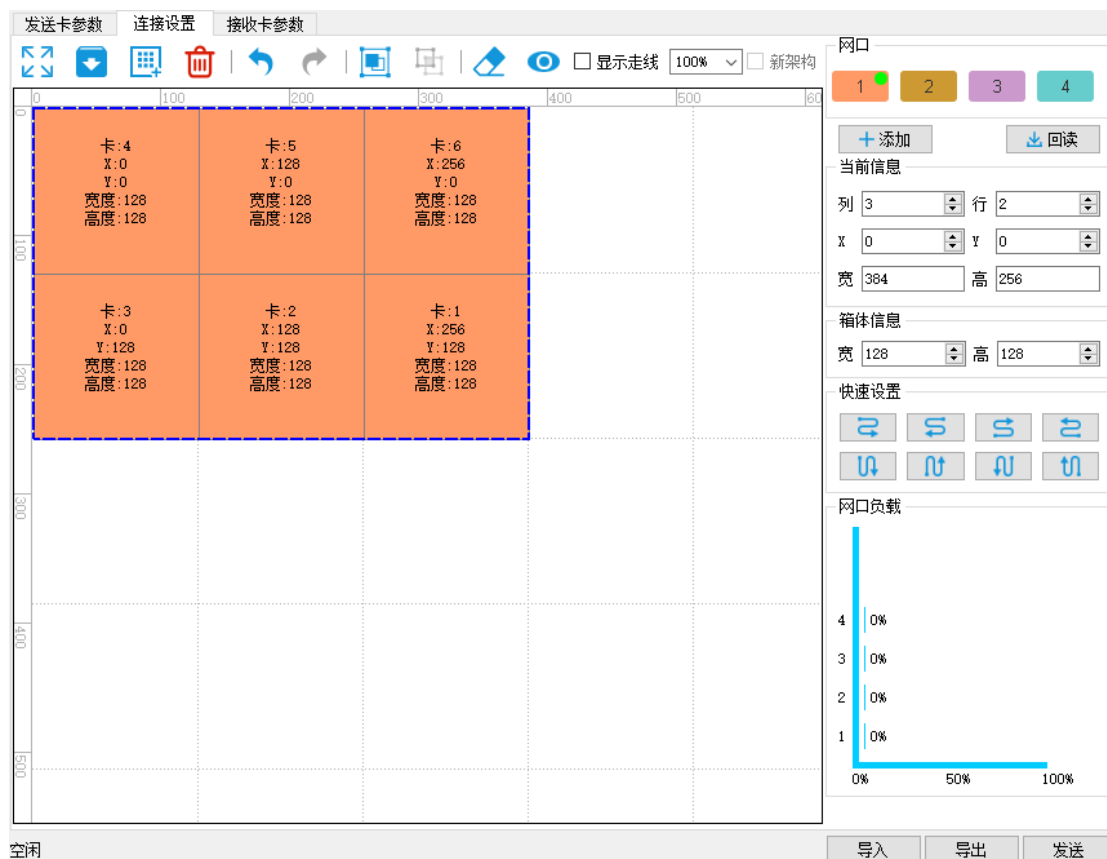 发送卡参数 连接设置 接收卡参数
显示走线 100% 新架构
0 100 200 300 400 500 60
0
100
200
300
400
500
卡:4
X:0
Y:0
宽度:128
高度:128
卡:5
X:128
Y:0
宽度:128
高度:128
卡:6
X:256
Y:0
宽度:128
高度:128
卡:3
X:0
Y:128
宽度:128
高度:128
卡:2
X:128
Y:128
宽度:128
高度:128
卡:1
X:256
Y:128
宽度:128
高度:128
网口
1 2 3 4
添加 回读
当前信息
列 3 行 2
X 0 Y 0
宽 384 高 256
箱体信息
宽 128 高 128
快速设置
网口负载
4 0%
3 0%
2 0%
1 0%
0% 50% 100%
空闲 导入 导出 发送